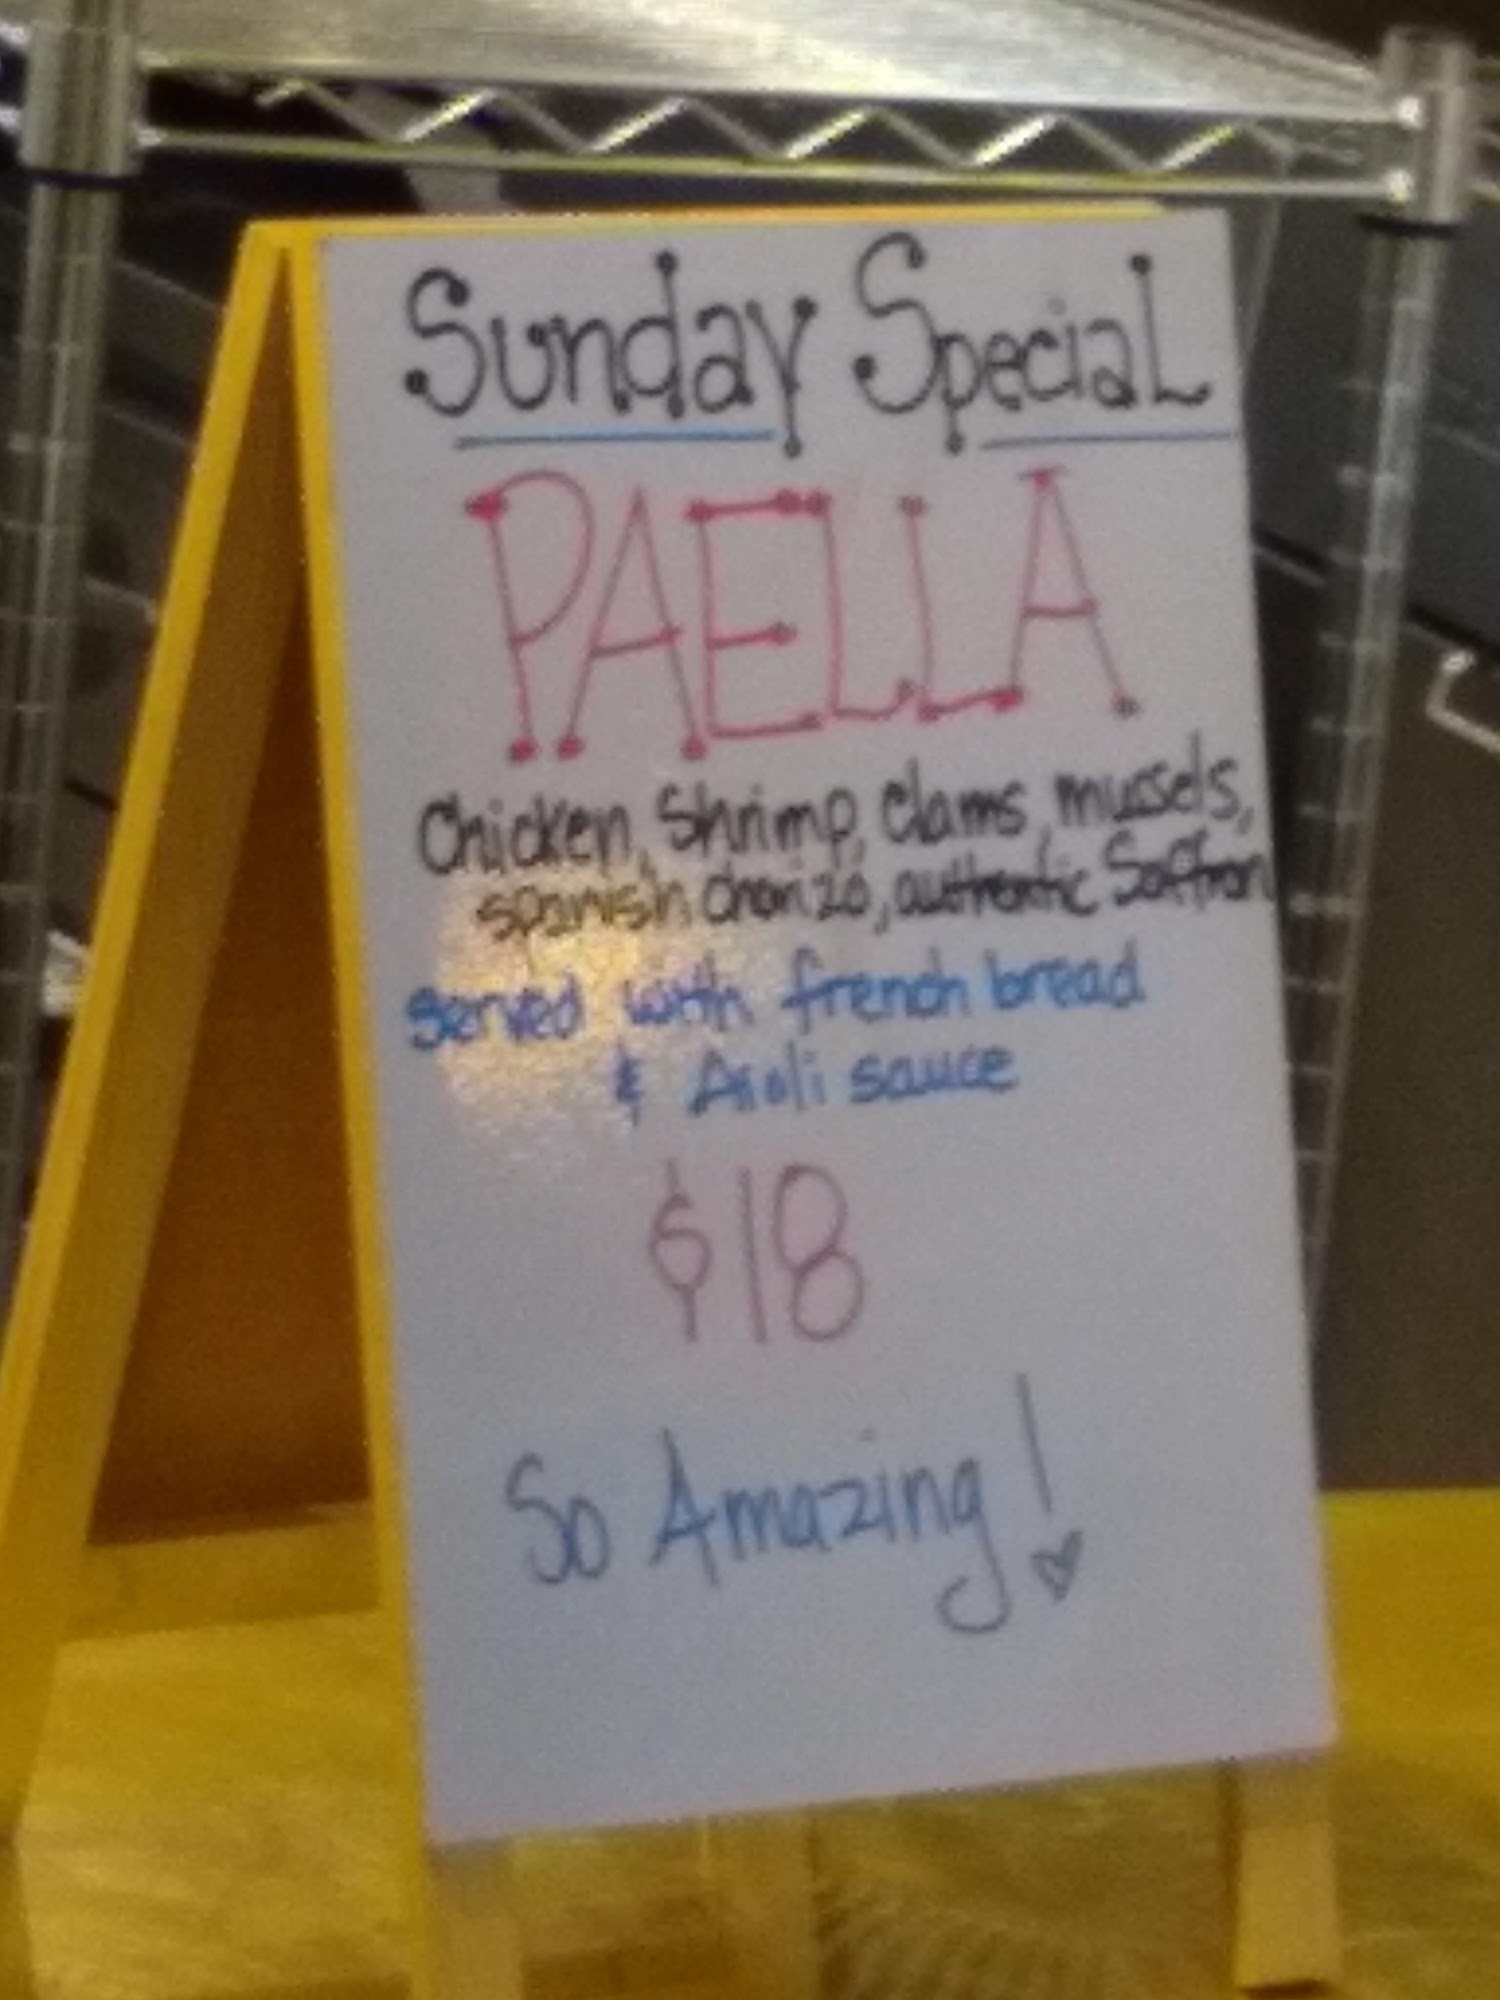 Sunday Special
PAELLA
Chicken, Shrimp, Clams, mussels,
spanish chorizo, authentic Saffron
served with french bread
& Aioli sauce
$18
So Amazing!